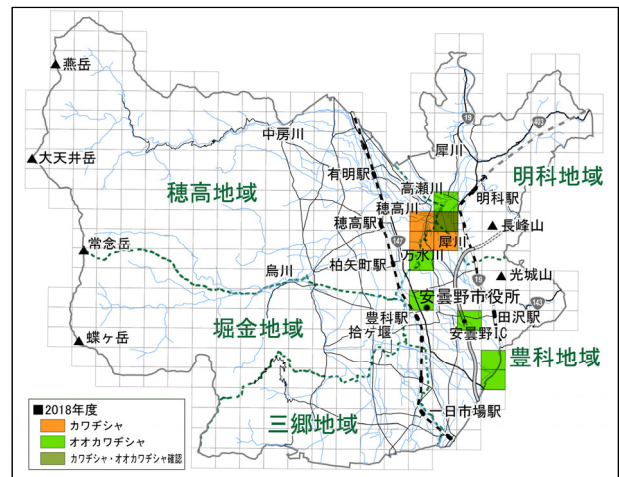 ▲燕岳
19
403
中房川
犀川
▲大天井岳
有明駅
明科地域
穂高地域
高瀬川
明科駅
穂高川
穂高駅
▲長峰山
147
犀川
▲常念岳
万水川
柏矢町駅
烏川
▲光城山
19
安曇野市役所
143
豊科駅
田沢駅
堀金地域
拾ヶ堰
安曇野IC
▲蝶ヶ岳
豊科地域
三郷地域
一日市場駅
■2018年度
カワヂシャ
オオカワヂシャ
カワヂシャ・オオカワヂシャ確認